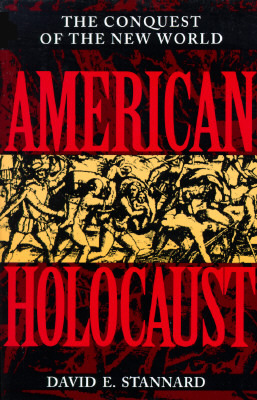 THE CONQUEST
OF THE NEW WORLD
AMERICAN
HOLOCAUST
DAVID E. STANNARD